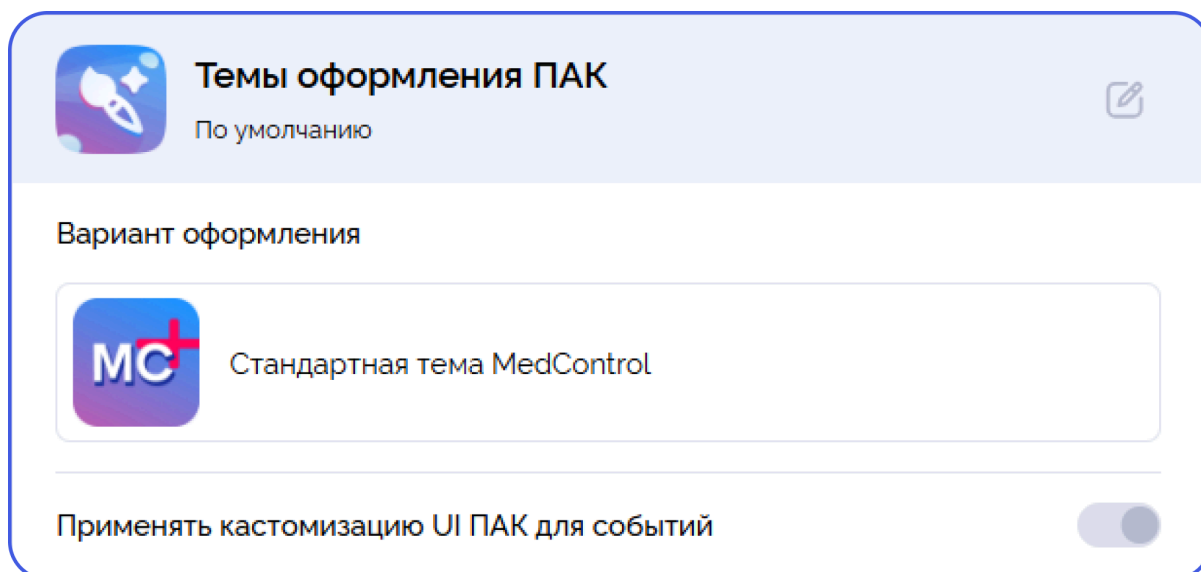 Темы оформления ПАК
По умолчанию
Вариант оформления
MC
Стандартная тема MedControl
Применять кастомизацию UI ПАК для событий